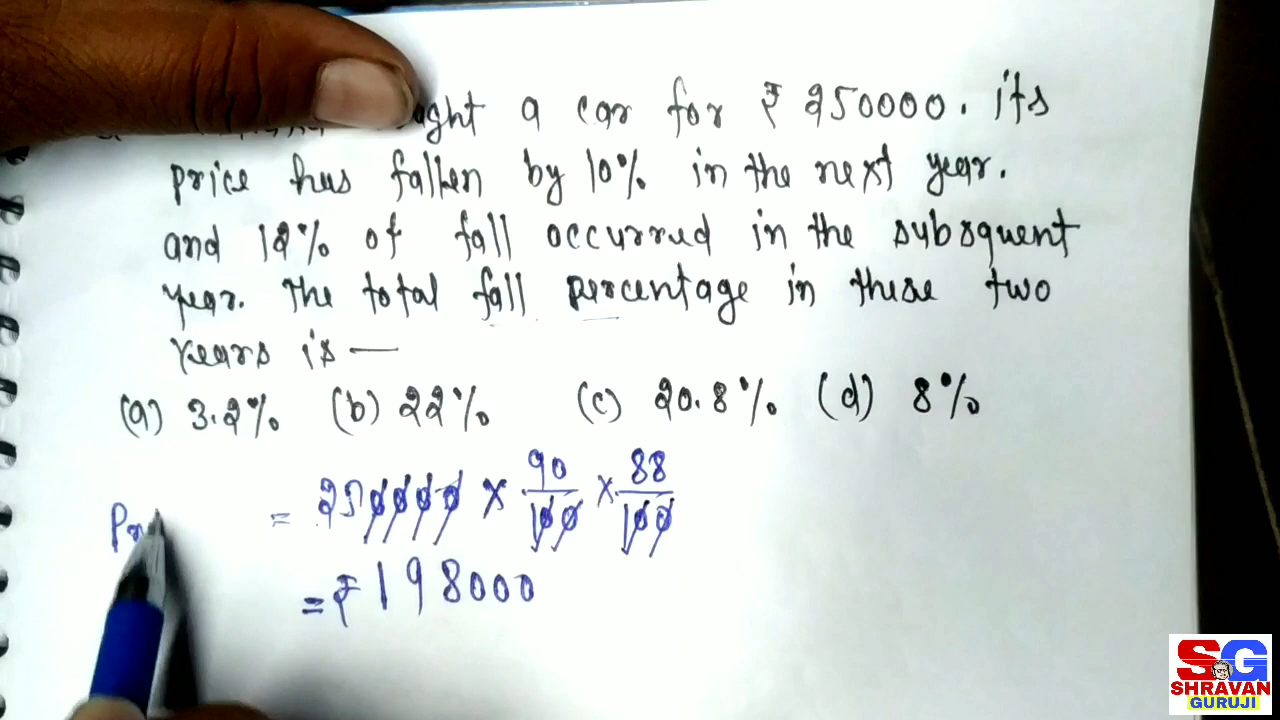 ght a car for ₹ 250000. its
price has fallen by 10% in the next year.
and 12% of fall occurred in the subsquent
year. The total fall percentage in these two
years is —
(a) 3.2% (b) 22% (c) 20.8% (d) 8%
= 250000 × 90/100 × 88/100
Pr
= ₹ 198000
SG
SHRAVAN
GURUJI